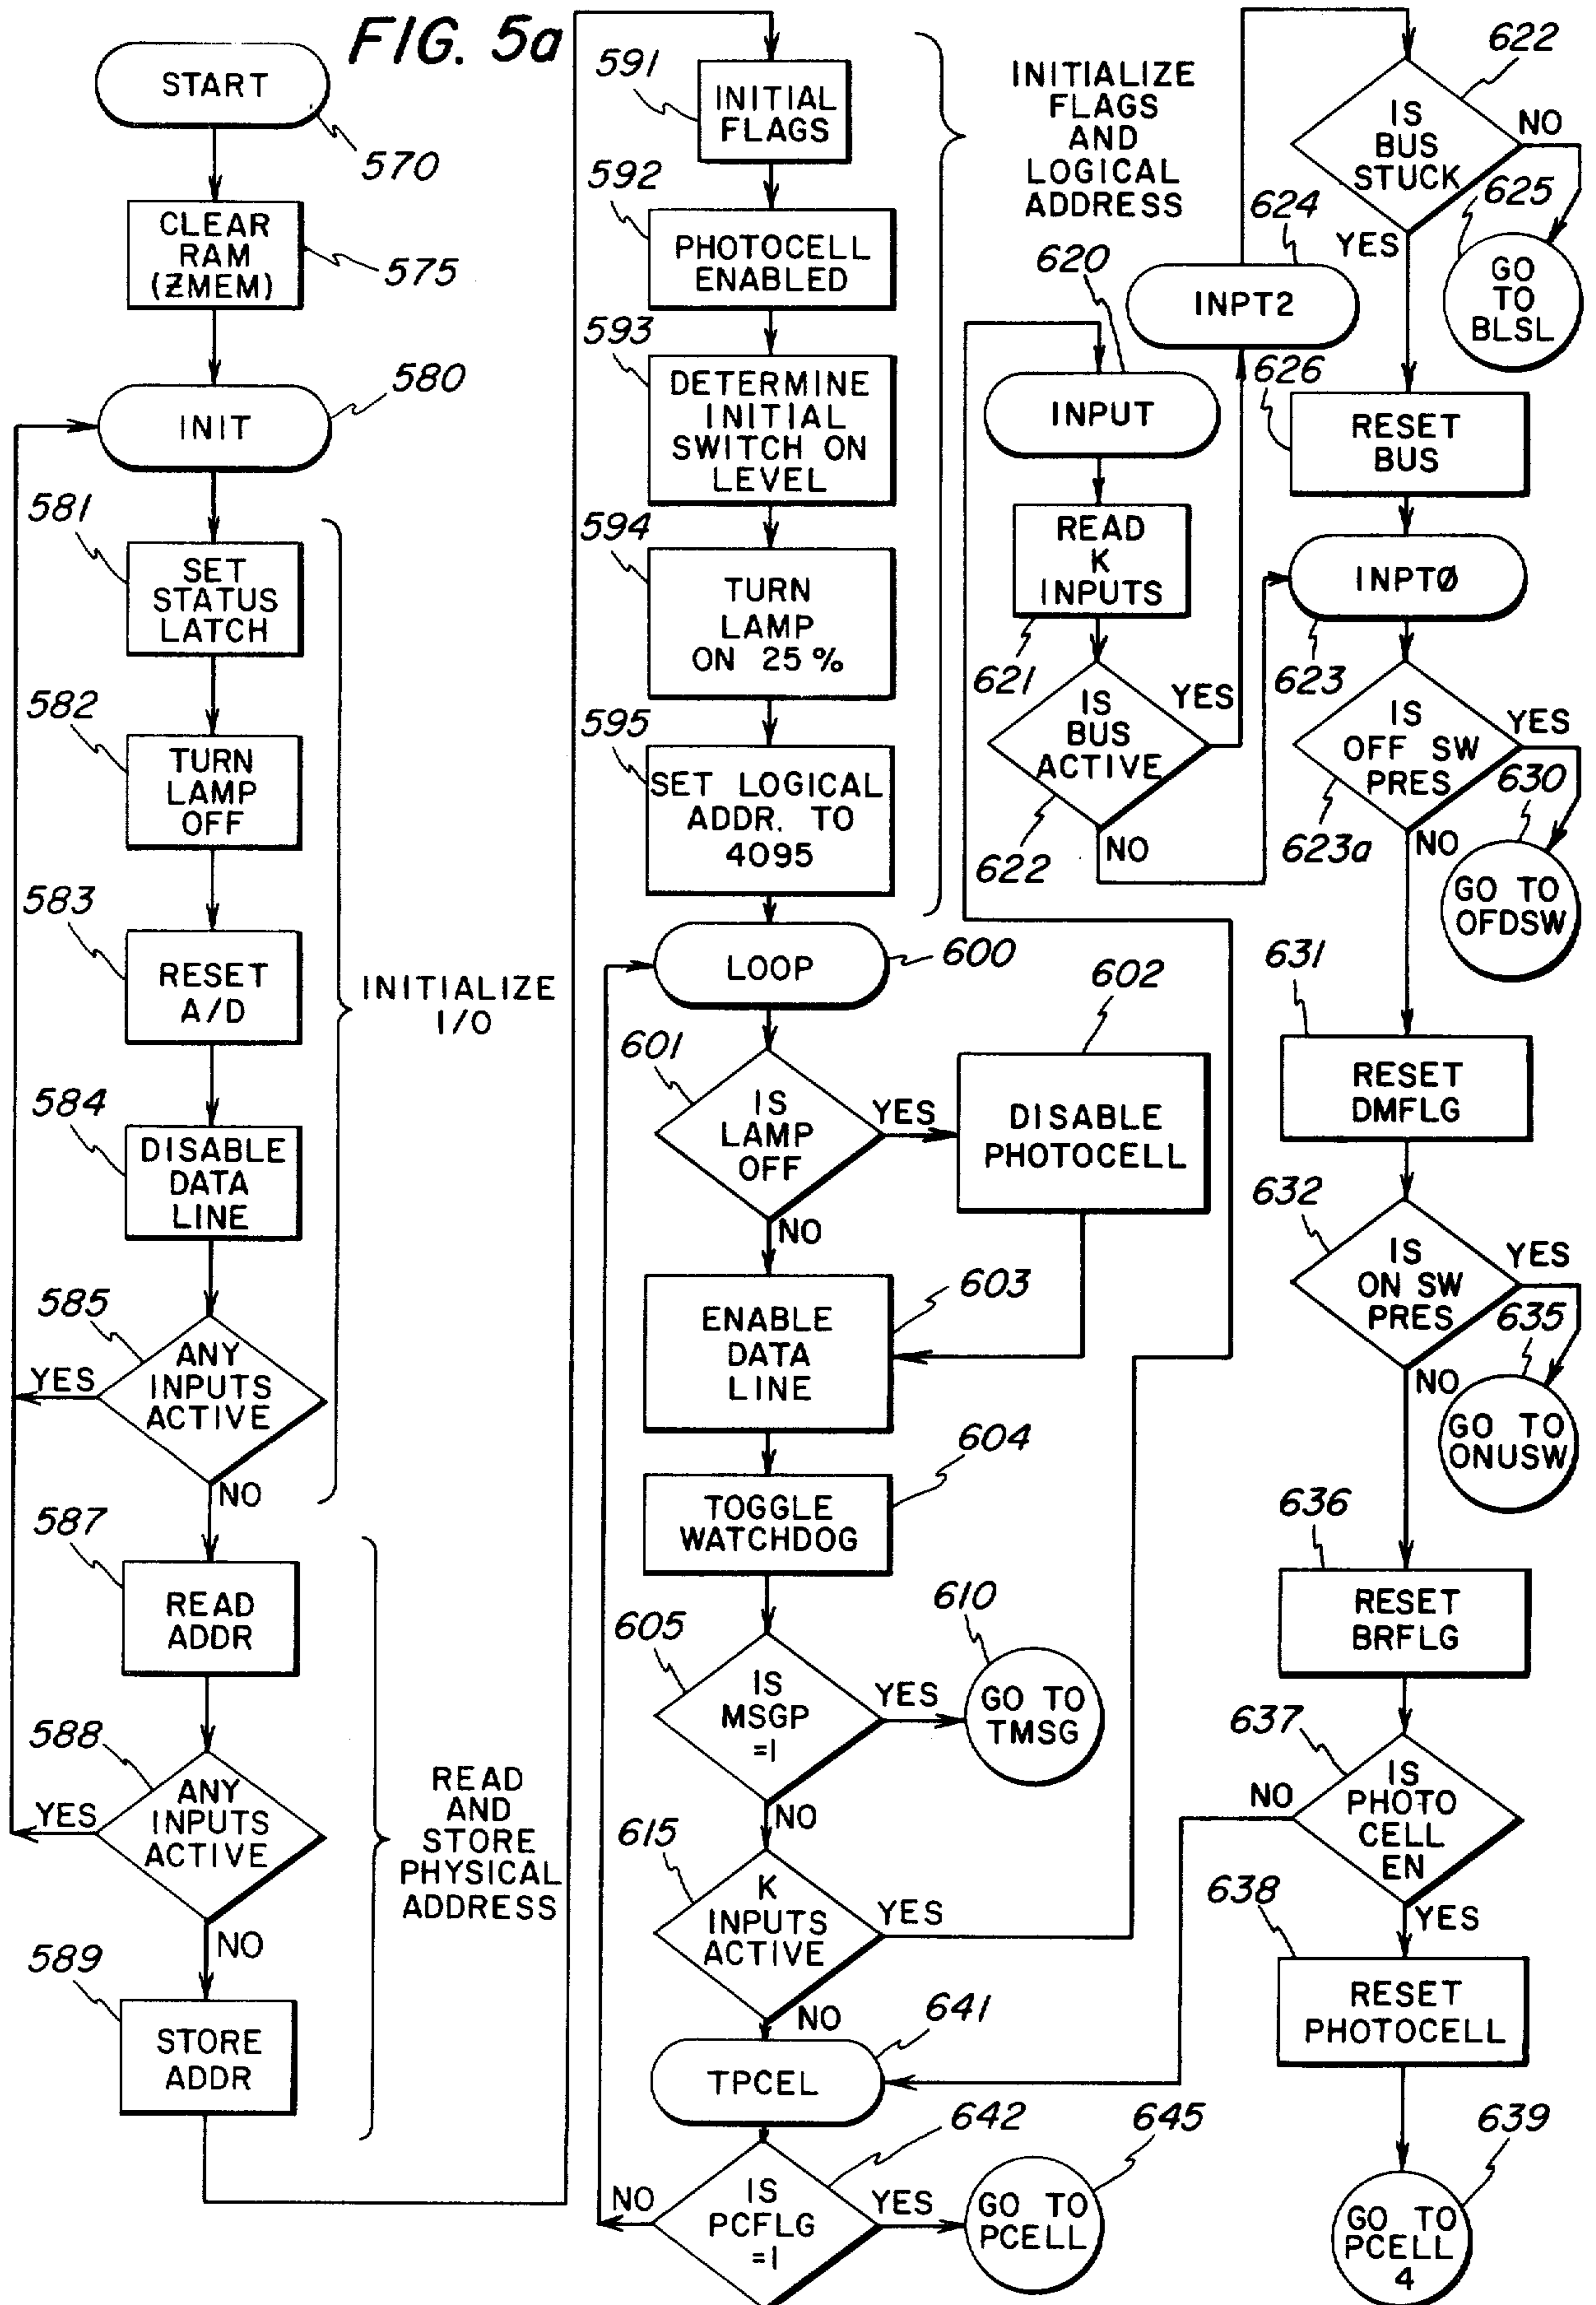 FIG. 5a
START
570
CLEAR
RAM
(ZMEM)
575
INIT
580
581
SET
STATUS
LATCH
582
TURN
LAMP
OFF
583
RESET
A/D
584
DISABLE
DATA
LINE
585
ANY
INPUTS
ACTIVE
YES
NO
INITIALIZE
I/O
587
READ
ADDR
588
ANY
INPUTS
ACTIVE
YES
NO
589
STORE
ADDR
READ
AND
STORE
PHYSICAL
ADDRESS
591
INITIAL
FLAGS
592
PHOTOCELL
ENABLED
593
DETERMINE
INITIAL
SWITCH ON
LEVEL
594
TURN
LAMP
ON 25%
595
SET LOGICAL
ADDR. TO
4095
INITIALIZE
FLAGS
AND
LOGICAL
ADDRESS
LOOP
600
601
IS
LAMP
OFF
YES
NO
602
DISABLE
PHOTOCELL
603
ENABLE
DATA
LINE
604
TOGGLE
WATCHDOG
605
IS
MSGP
=1
YES
NO
610
GO TO
TMSG
615
K
INPUTS
ACTIVE
YES
NO
641
TPCEL
642
IS
PCFLG
=1
NO
YES
645
GO TO
PCELL
620
INPUT
READ
K
INPUTS
621
IS
BUS
ACTIVE
YES
NO
622
624
INPT2
622
IS
BUS
STUCK
NO
YES
625
GO
TO
BLSL
626
RESET
BUS
INPTØ
623
IS
OFF SW
PRES
YES
NO
623a
630
GO TO
OFDSW
631
RESET
DMFLG
632
IS
ON SW
PRES
YES
NO
635
GO TO
ONUSW
636
RESET
BRFLG
637
IS
PHOTO
CELL
EN
NO
YES
638
RESET
PHOTOCELL
639
GO TO
PCELL
4